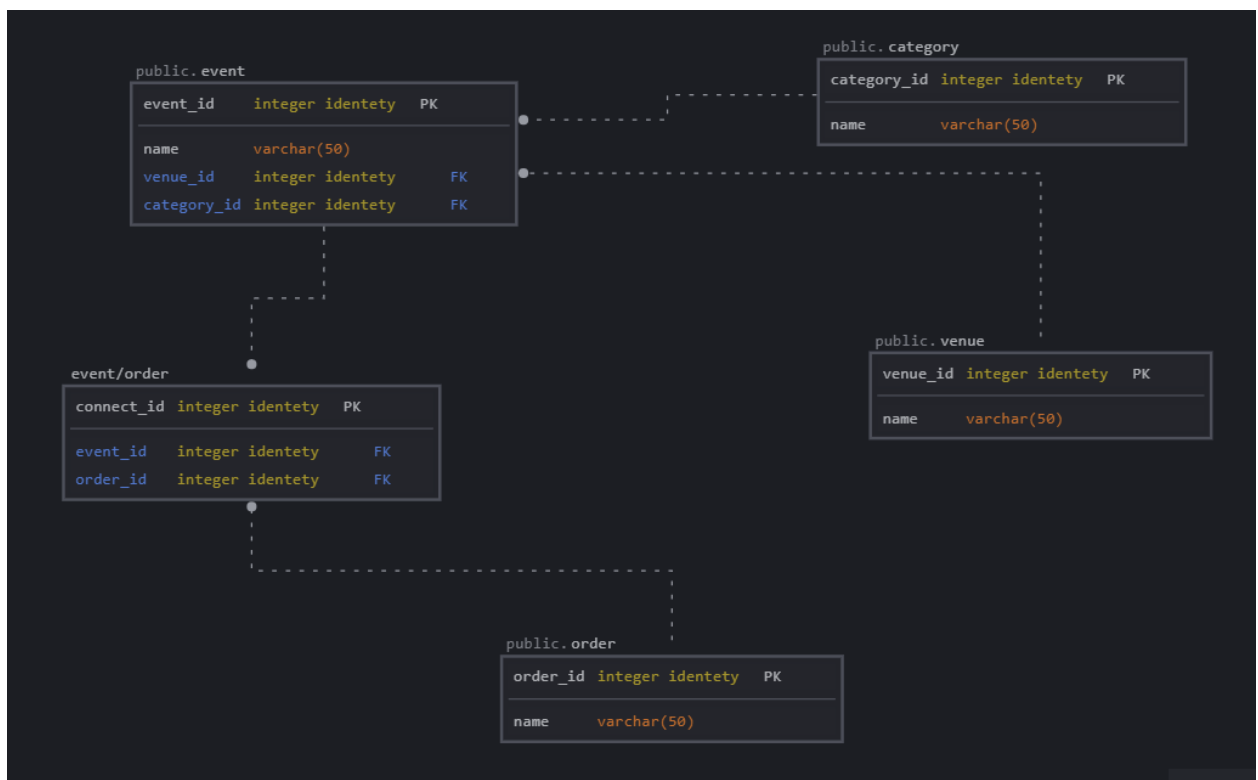 public.category
category_id integer identety PK
name varchar(50)
public.event
event_id integer identety PK
name varchar(50)
venue_id integer identety FK
category_id integer identety FK
public.venue
venue_id integer identety PK
name varchar(50)
event/order
connect_id integer identety PK
event_id integer identety FK
order_id integer identety FK
public.order
order_id integer identety PK
name varchar(50)